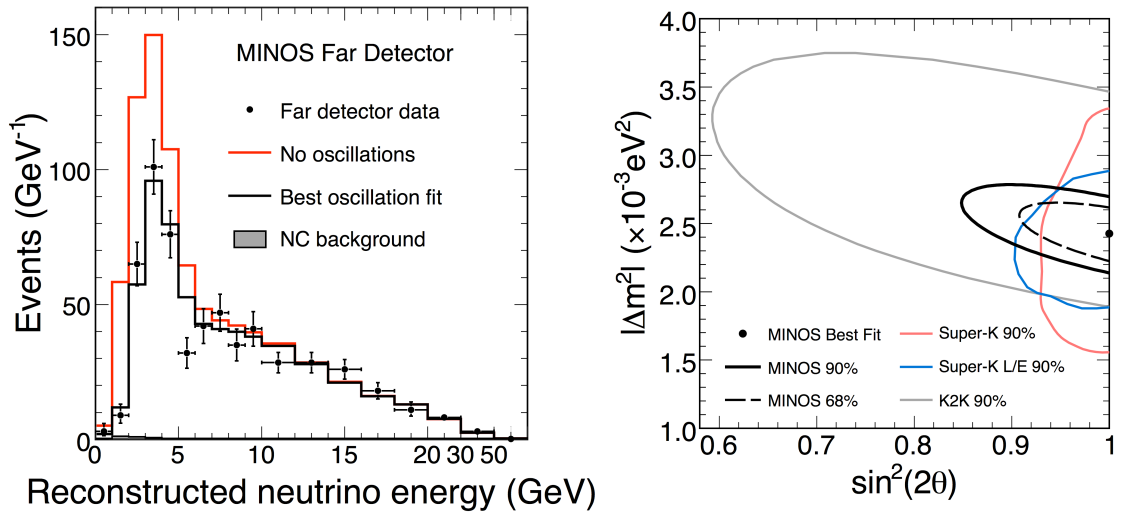 MINOS Far Detector
Far detector data
No oscillations
Best oscillation fit
NC background
Events (GeV⁻¹)
150
100
50
0
0 5 10 15 20 30 50
Reconstructed neutrino energy (GeV)
|Δm²| (×10⁻³eV²)
4.0
3.5
3.0
2.5
2.0
1.5
1.0
MINOS Best Fit
MINOS 90%
MINOS 68%
Super-K 90%
Super-K L/E 90%
K2K 90%
0.6 0.7 0.8 0.9 1
sin²(2θ)